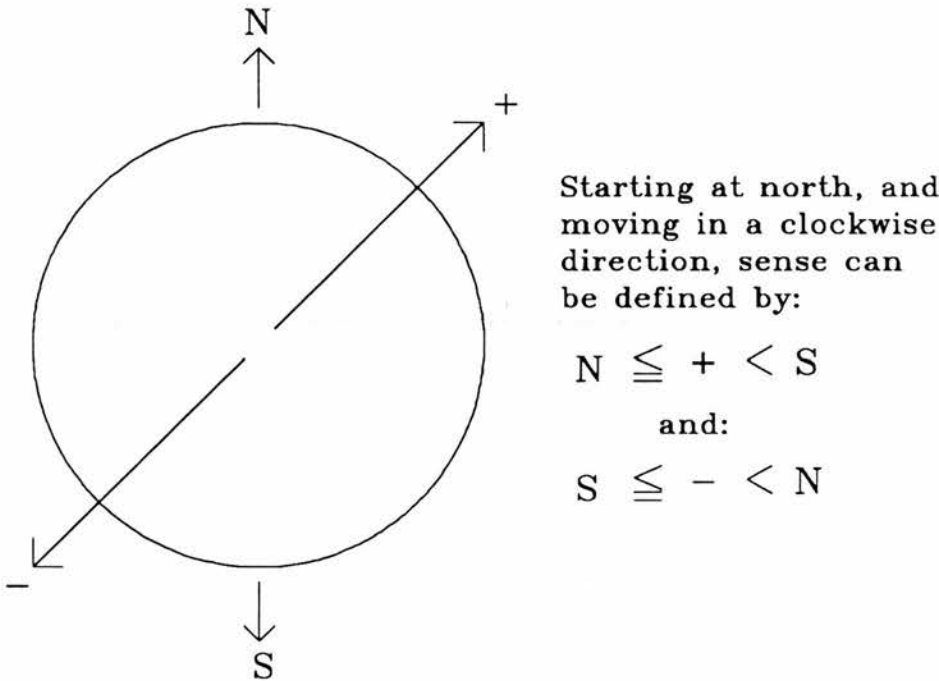 N
+
Starting at north, and
moving in a clockwise
direction, sense can
be defined by:
N ≦ + < S
and:
S ≦ - < N
-
S